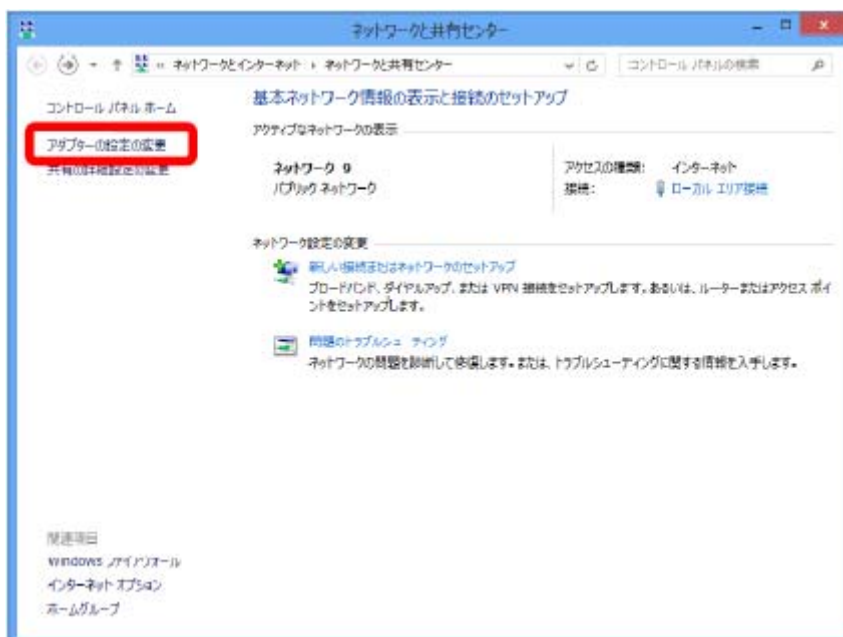 ネットワークと共有センター
« ネットワークとインターネット › ネットワークと共有センター
コントロール パネルの検索
コントロール パネル ホーム
アダプターの設定の変更
共有の詳細設定の変更
基本ネットワーク情報の表示と接続のセットアップ
アクティブなネットワークの表示
ネットワーク 9
パブリック ネットワーク
アクセスの種類: インターネット
接続: ローカル エリア接続
ネットワーク設定の変更
新しい接続またはネットワークのセットアップ
ブロードバンド、ダイヤルアップ、または VPN 接続をセットアップします。あるいは、ルーターまたはアクセス ポイ
ントをセットアップします。
問題のトラブルシューティング
ネットワークの問題を診断して修復します。または、トラブルシューティングに関する情報を入手します。
関連項目
Windows ファイアウォール
インターネット オプション
ホームグループ